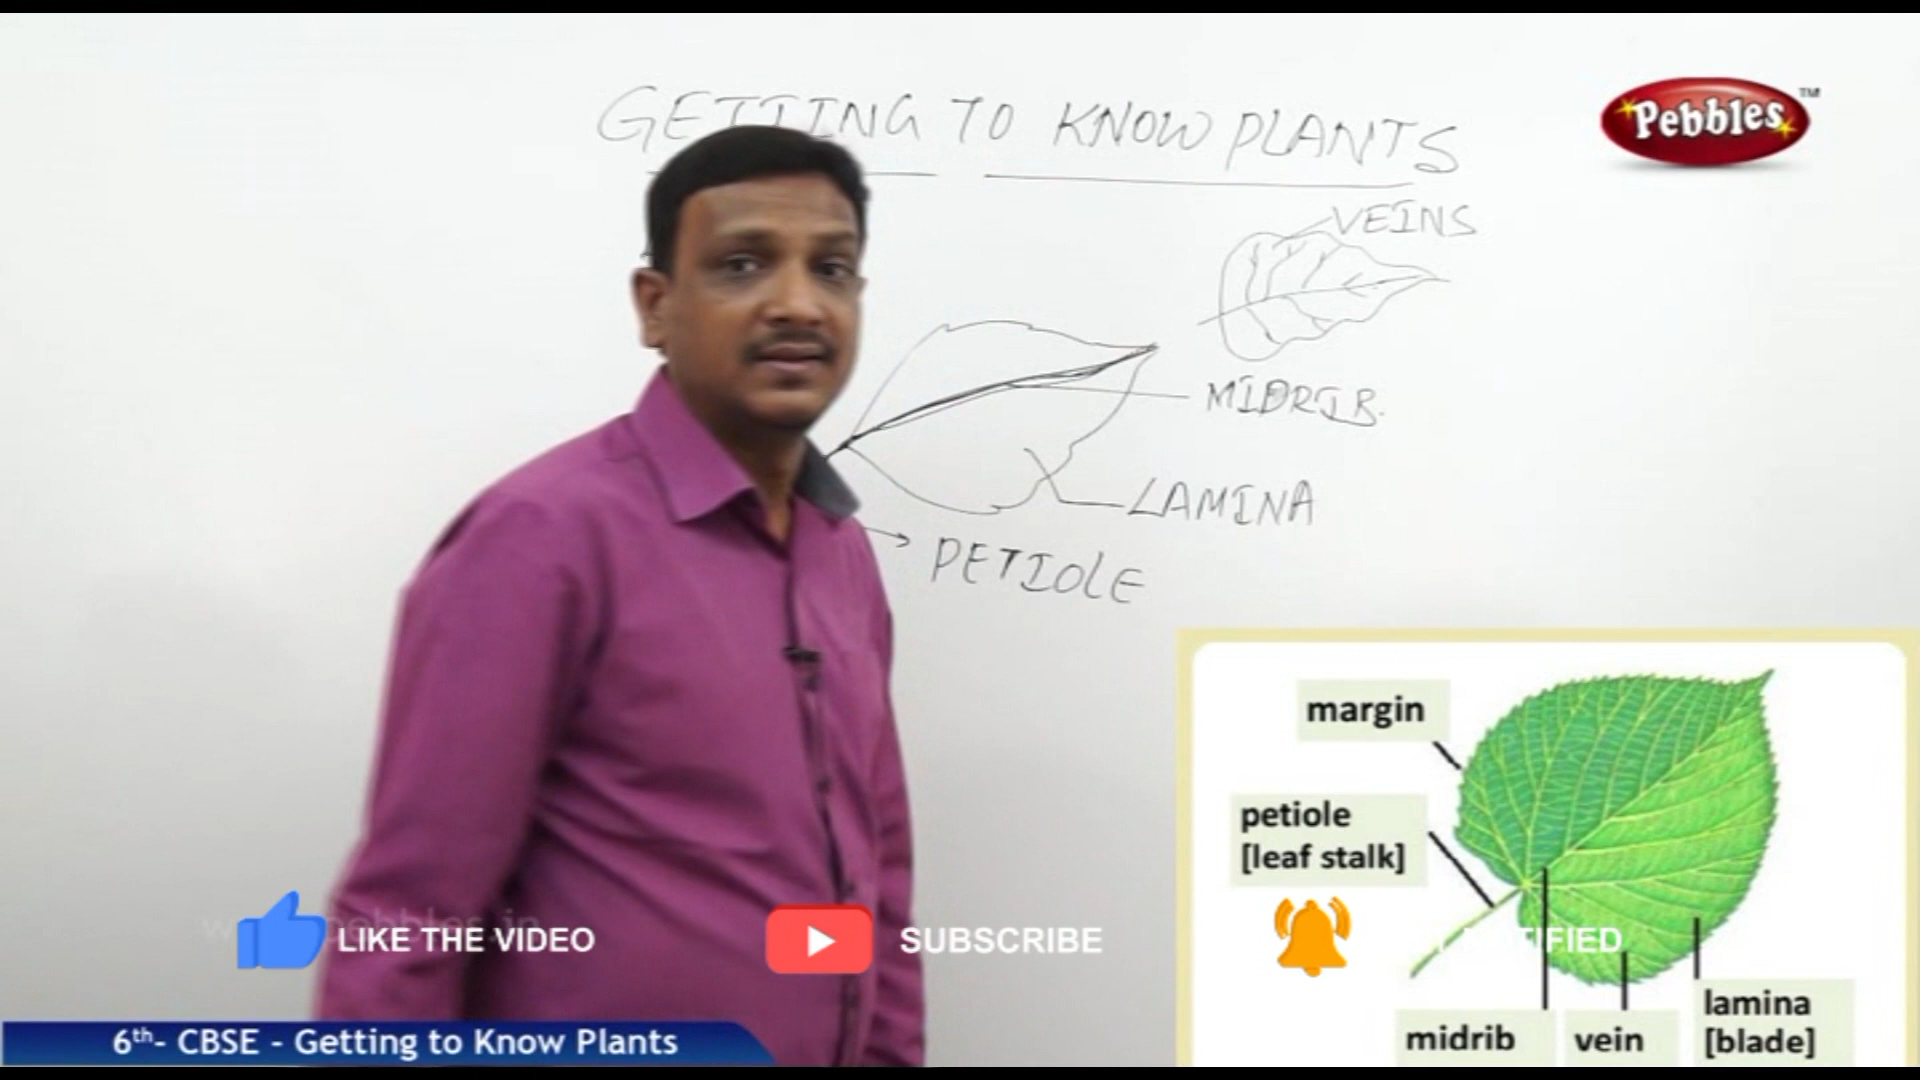 GETTING TO KNOW PLANTS
Pebbles™
VEINS
MIDRIB.
LAMINA
PETIOLE
margin
petiole
[leaf stalk]
LIKE THE VIDEO
SUBSCRIBE
midrib
vein
lamina
[blade]
6th- CBSE - Getting to Know Plants